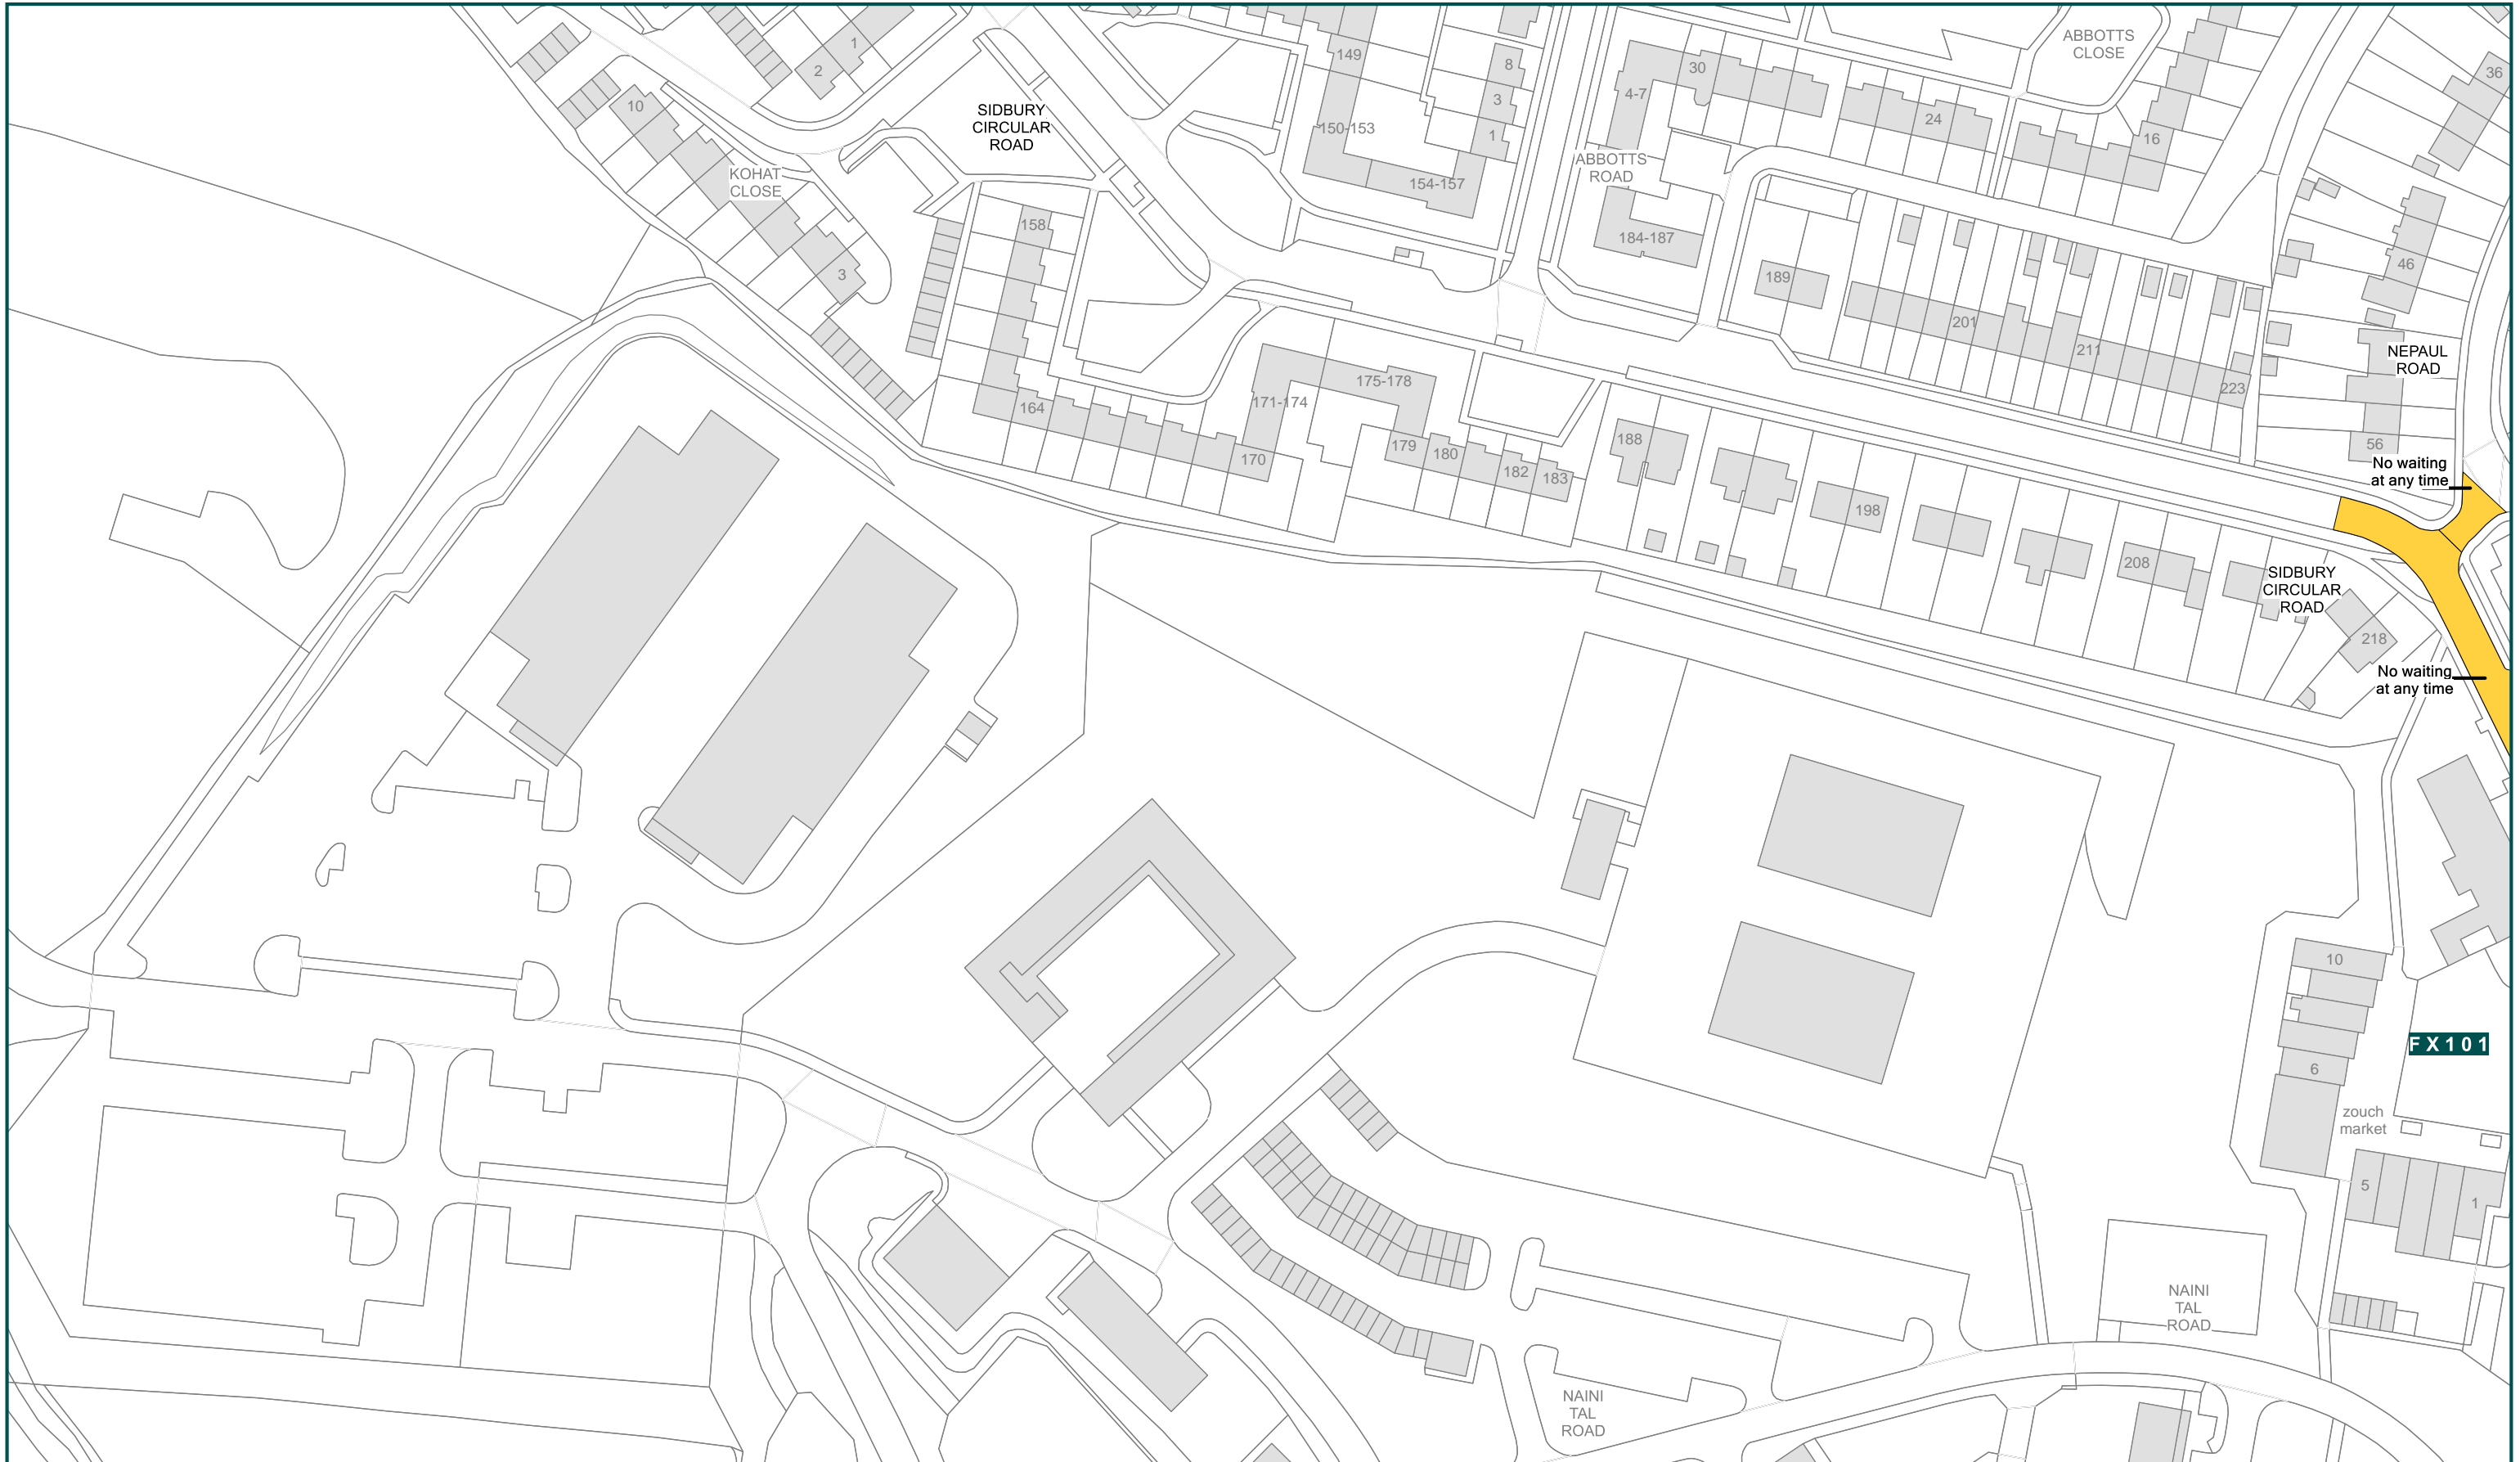 1
2
10
SIDBURY
CIRCULAR
ROAD
KOHAT
CLOSE
3
158
164
170
149
150-153
154-157
8
3
1
171-174
175-178
179
180
182
183
4-7
30
24
16
ABBOTTS
CLOSE
ABBOTTS
ROAD
184-187
189
201
211
223
36
46
NEPAUL
ROAD
56
No waiting
at any time
188
198
208
SIDBURY
CIRCULAR
ROAD
218
No waiting
at any time
10
6
FX101
zouch
market
5
1
NAINI
TAL
ROAD
NAINI
TAL
ROAD